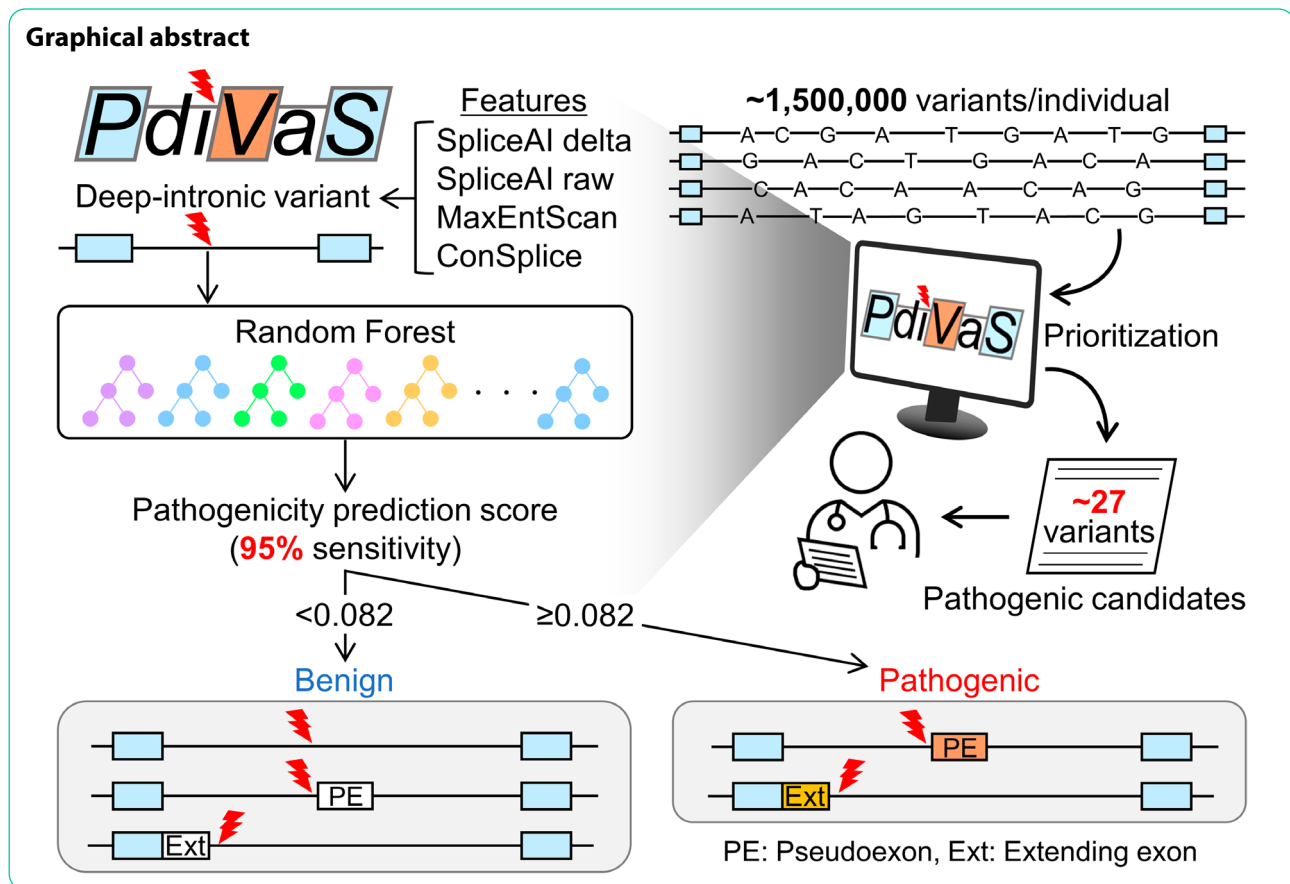 Graphical abstract
PdiVaS
Deep-intronic variant
Features
SpliceAI delta
SpliceAI raw
MaxEntScan
ConSplice
Random Forest
. . .
Pathogenicity prediction score
(95% sensitivity)
<0.082
≥0.082
Benign
PE
Ext
Pathogenic
PE
Ext
PE: Pseudoexon, Ext: Extending exon
~1,500,000 variants/individual
A C G A T G A T G
G A C T G A C A
C A C A A C A G
A T A G T A C G
PdiVaS
Prioritization
~27
variants
Pathogenic candidates